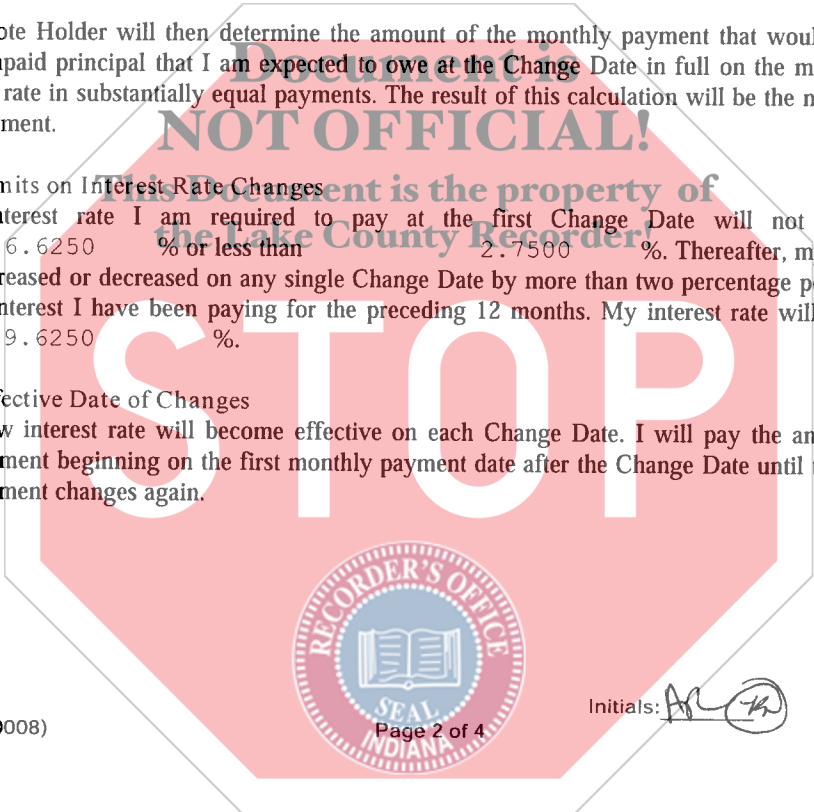 ote Holder will then determine the amount of the monthly payment that woul
npaid principal that I am expected to owe at the Change Date in full on the m
rate in substantially equal payments. The result of this calculation will be the n
ment.
Document is
NOT OFFICIAL!
This Document is the property of
the Lake County Recorder!
mits on Interest Rate Changes
nterest rate I am required to pay at the first Change Date will not
6.6250 % or less than 2.7500 %. Thereafter, m
reased or decreased on any single Change Date by more than two percentage p
nterest I have been paying for the preceding 12 months. My interest rate will
9.6250 %.
STOP
ective Date of Changes
w interest rate will become effective on each Change Date. I will pay the an
ment beginning on the first monthly payment date after the Change Date until
ment changes again.
RECORDER'S OFFICE
SEAL
INDIANA
Initials:
008)
Page 2 of 4